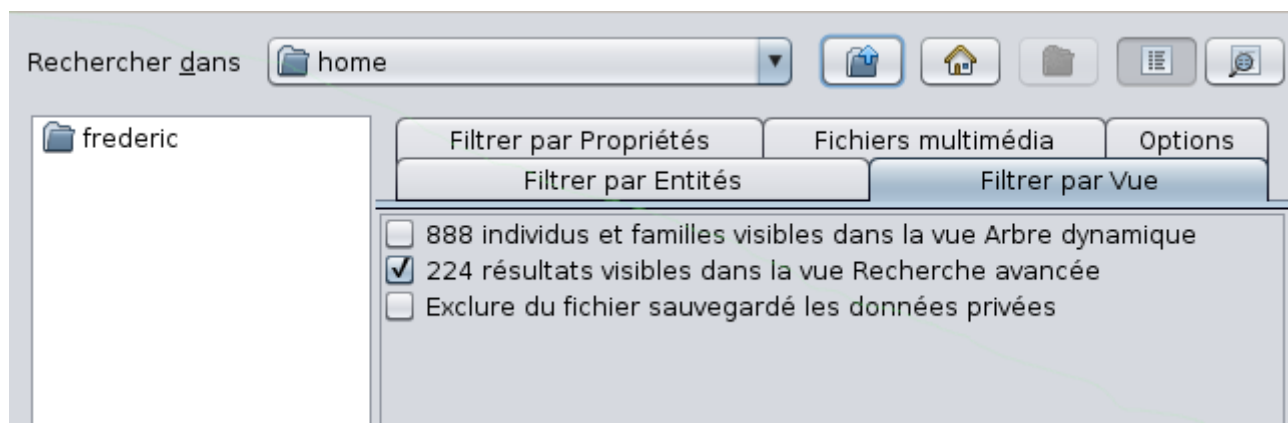 Rechercher dans home
frederic
Filtrer par Propriétés Fichiers multimédia Options
Filtrer par Entités Filtrer par Vue
888 individus et familles visibles dans la vue Arbre dynamique
224 résultats visibles dans la vue Recherche avancée
Exclure du fichier sauvegardé les données privées